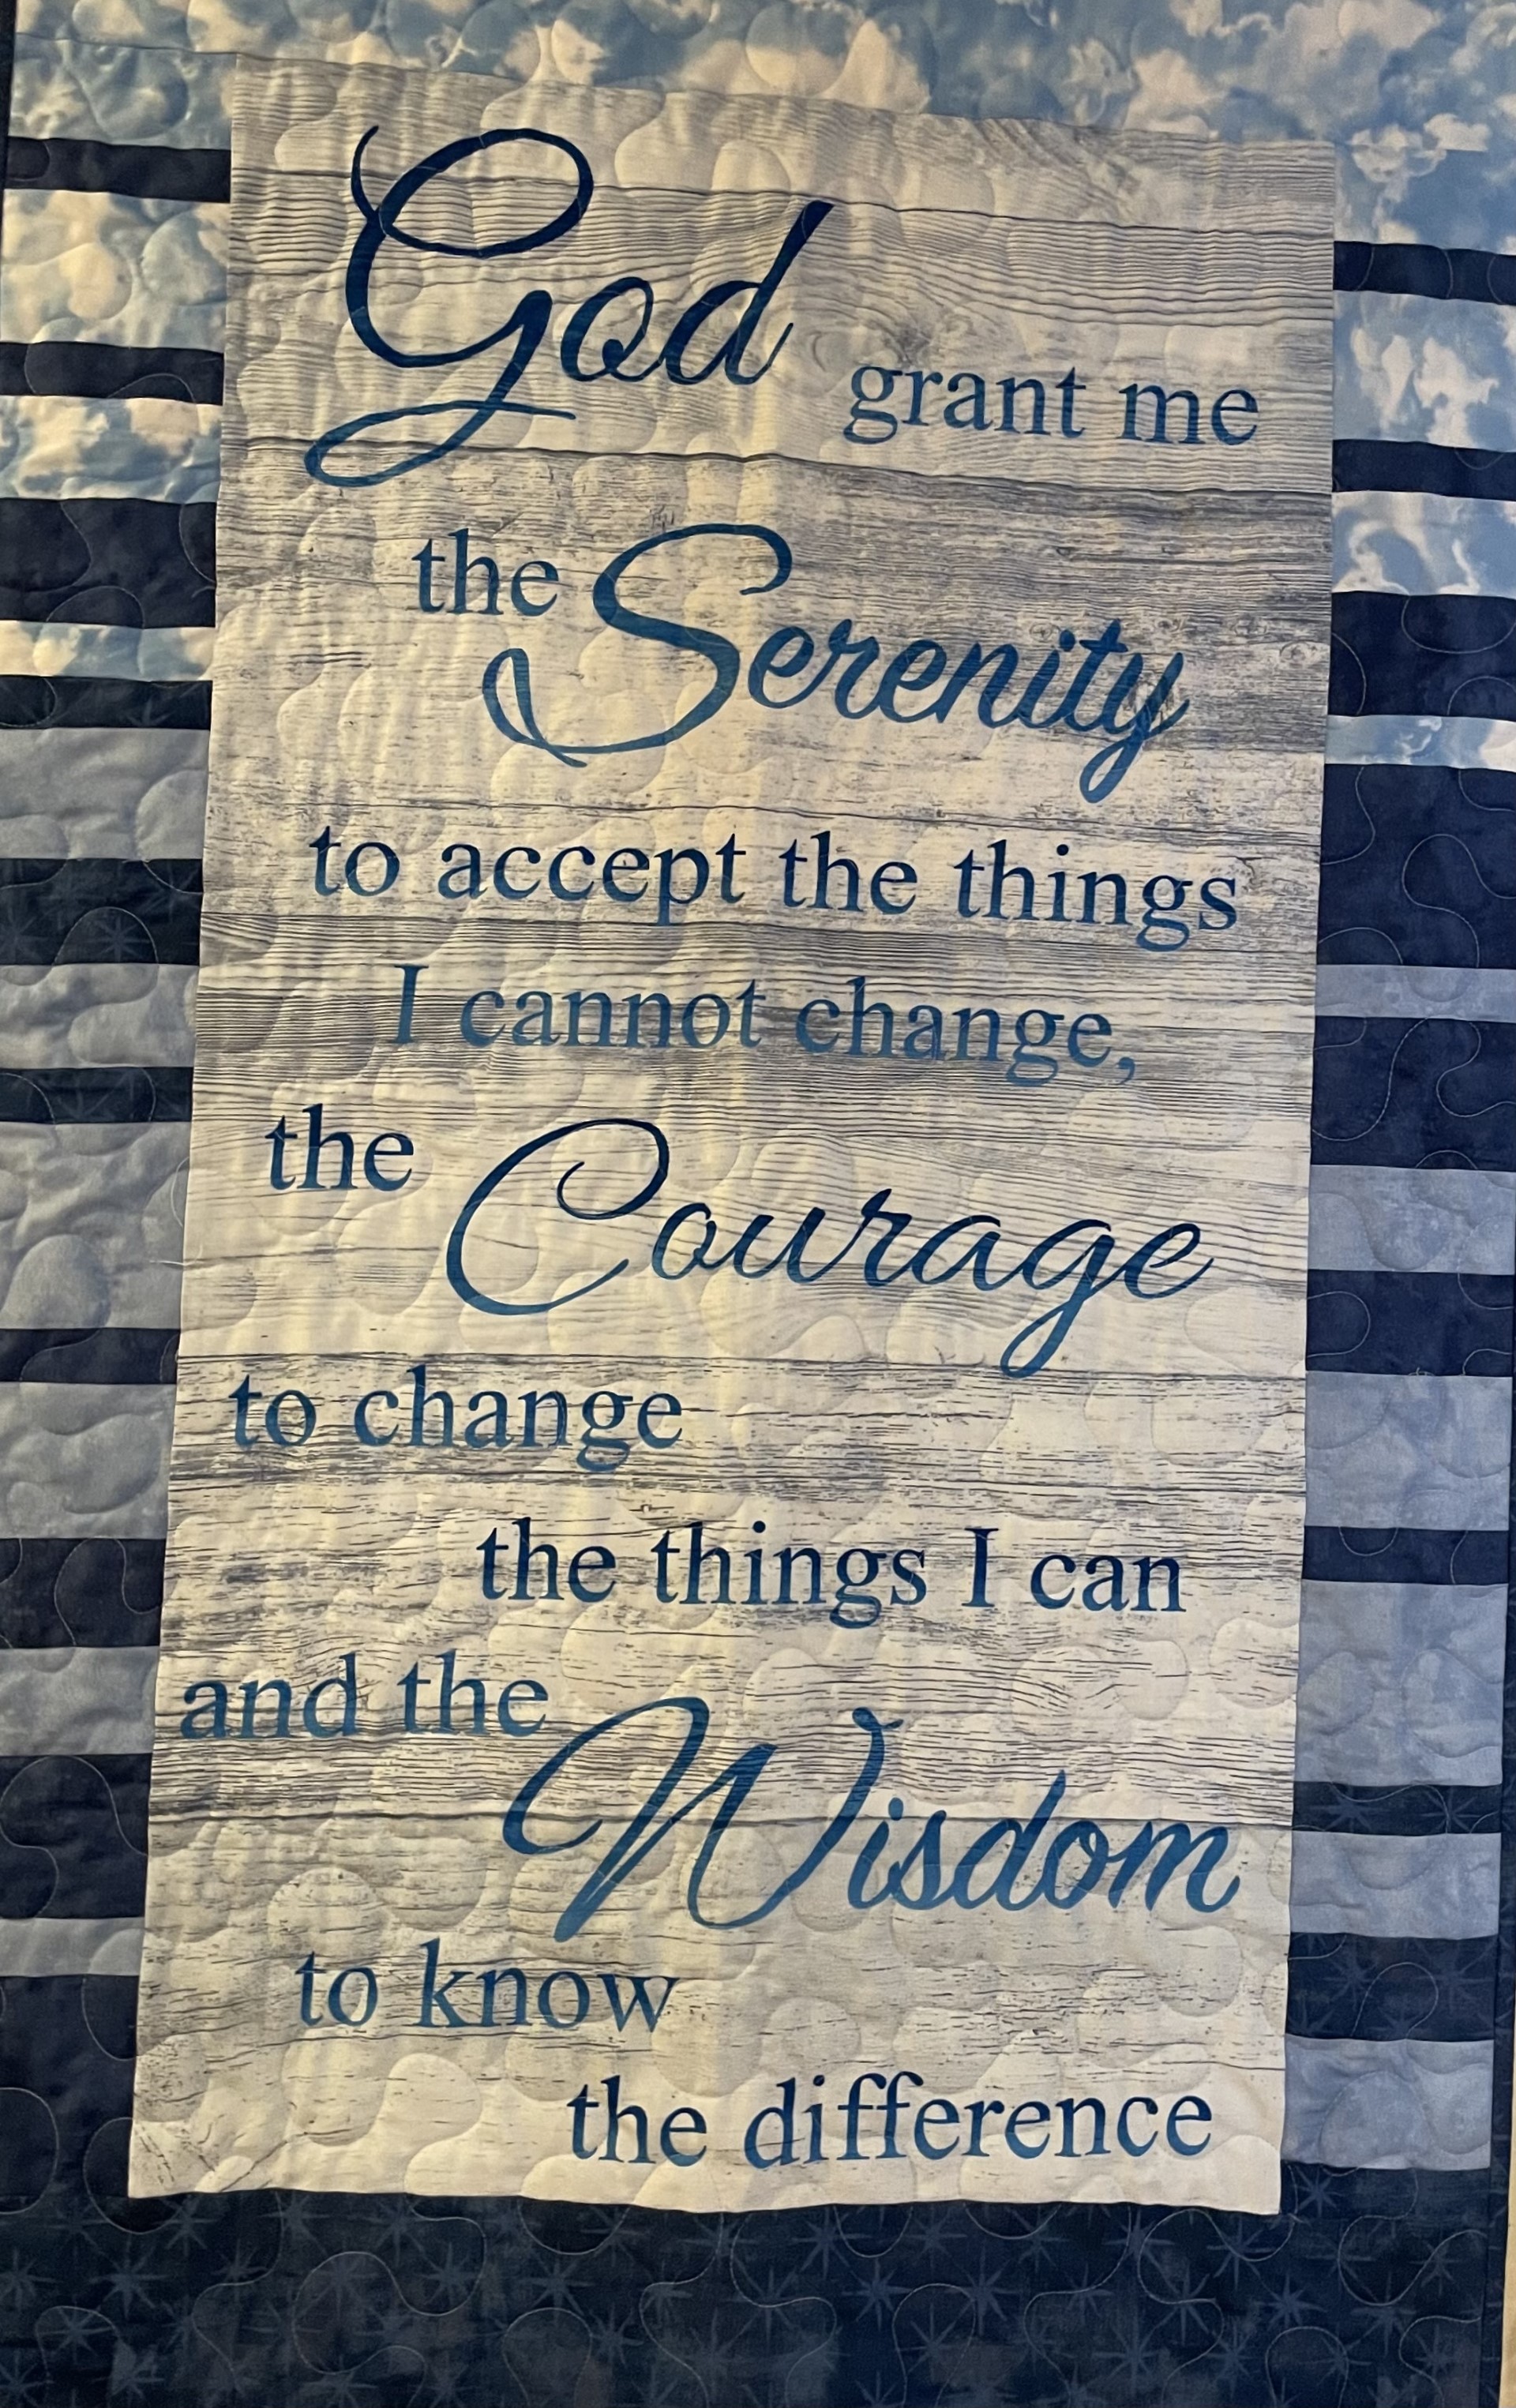 God grant me
the Serenity
to accept the things
I cannot change,
the Courage
to change
the things I can
and the Wisdom
to know
the difference